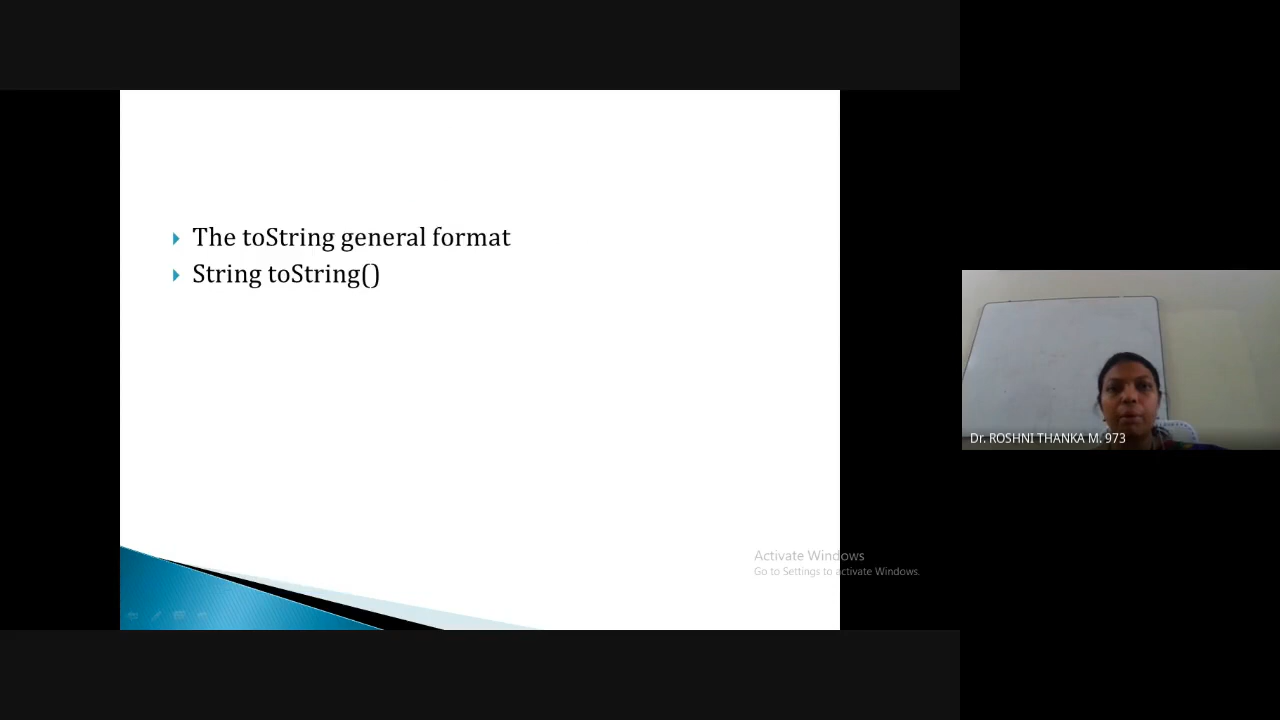 The toString general format
String toString()
Activate Windows
Go to Settings to activate Windows.
Dr. ROSHNI THANKA M. 973